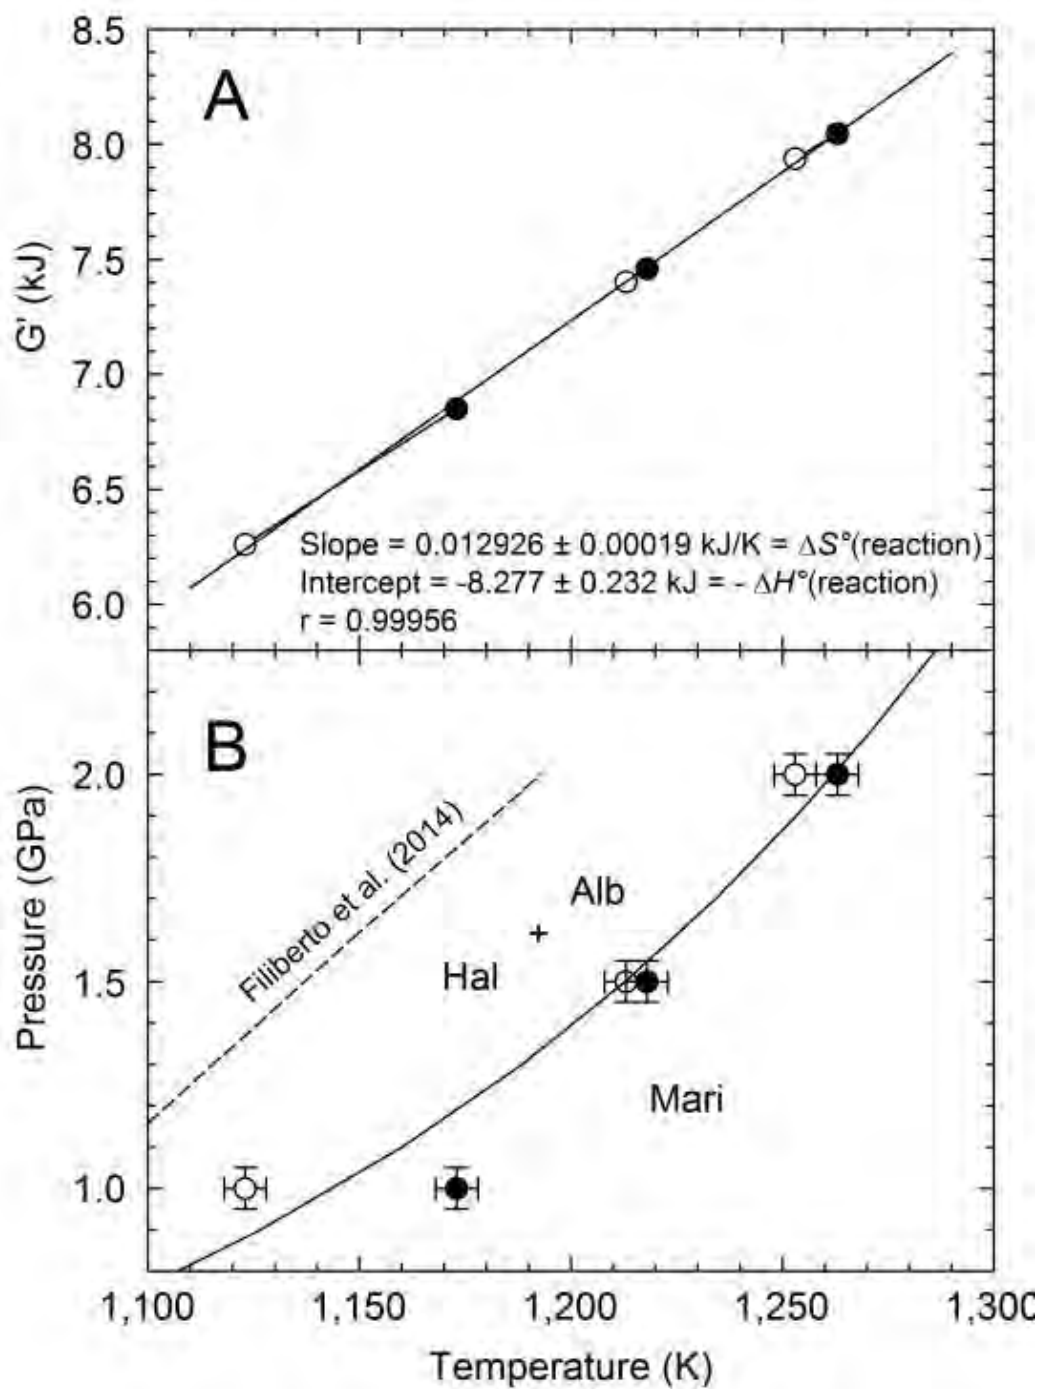 8.5
A
8.0
7.5
G' (kJ)
7.0
6.5
Slope = 0.012926 ± 0.00019 kJ/K = ΔS°(reaction)
Intercept = -8.277 ± 0.232 kJ = - ΔH°(reaction)
6.0
r = 0.99956
B
2.0
Filiberto et al. (2014)
Alb
+
Hal
Pressure (GPa)
1.5
Mari
1.0
1,100 1,150 1,200 1,250 1,300
Temperature (K)